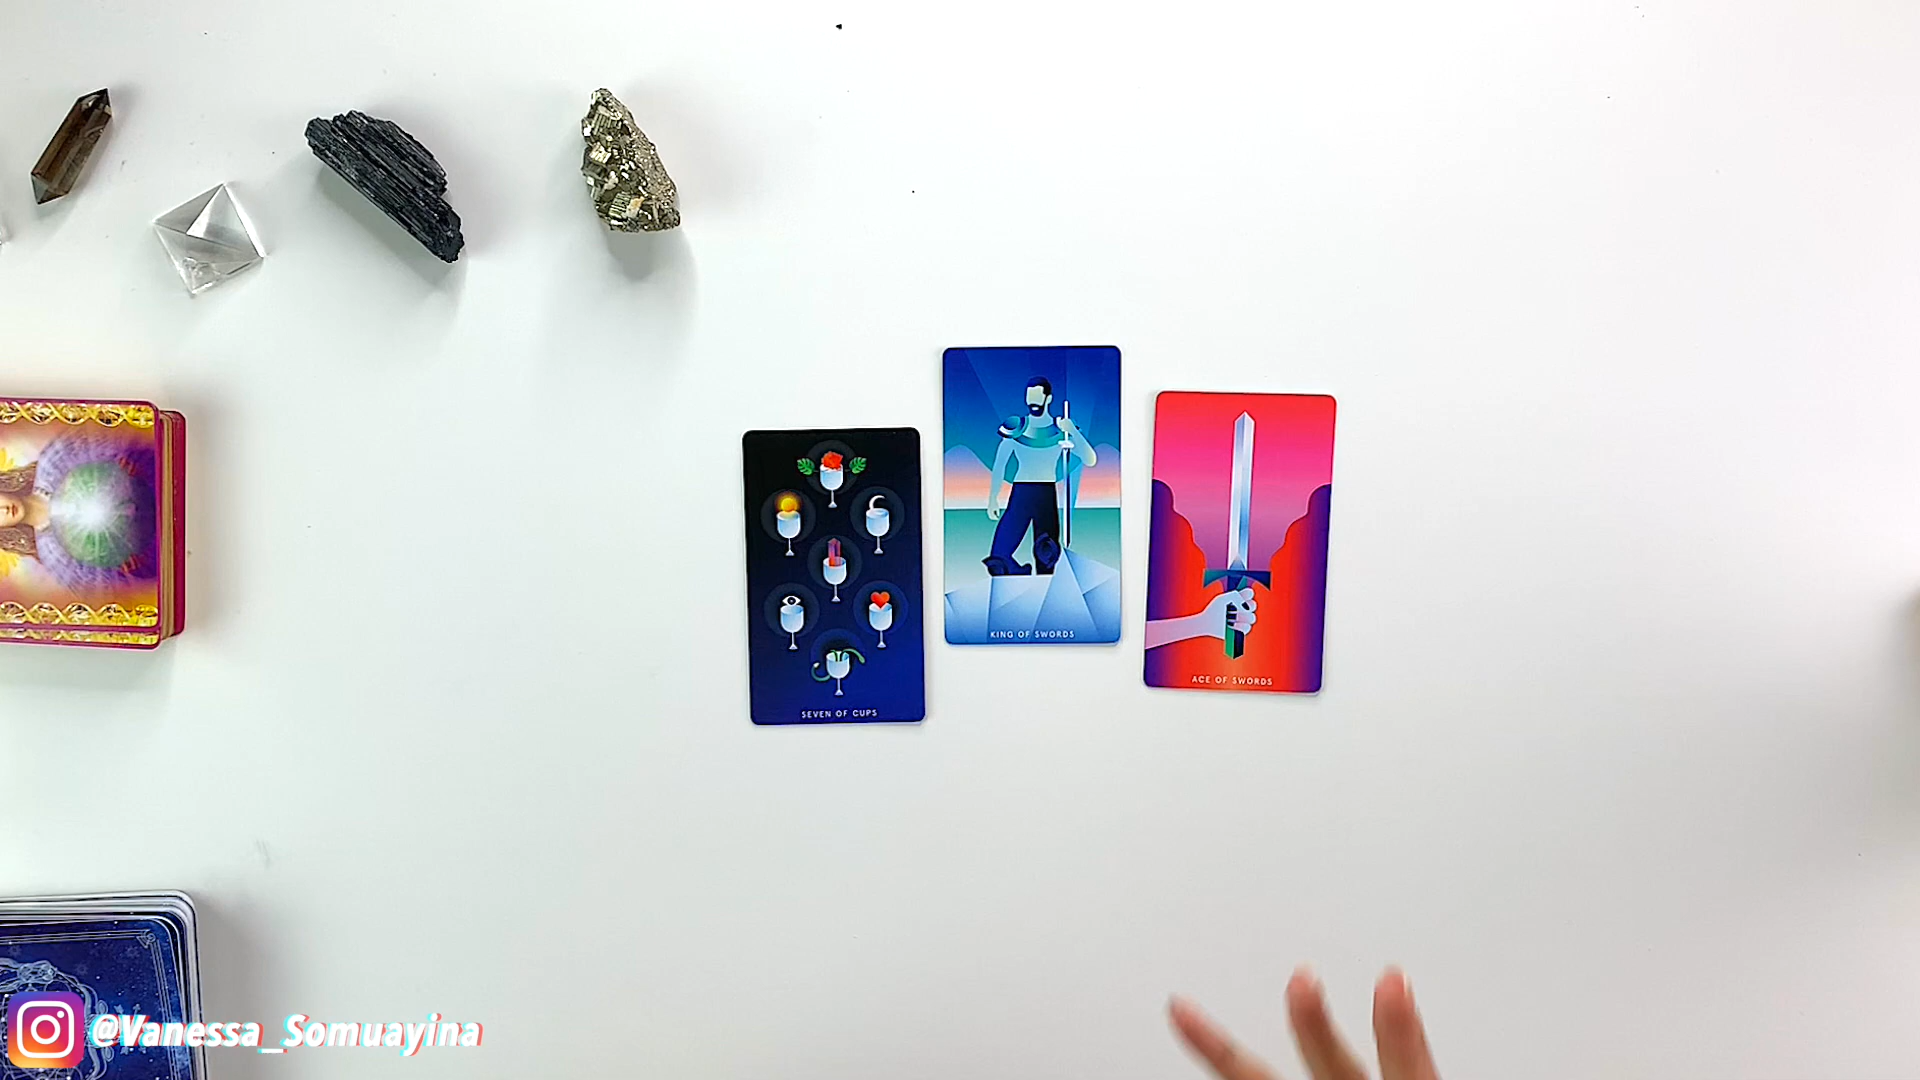 KING OF SWORDS
ACE OF SWORDS
SEVEN OF CUPS
@Vanessa_Somuayina